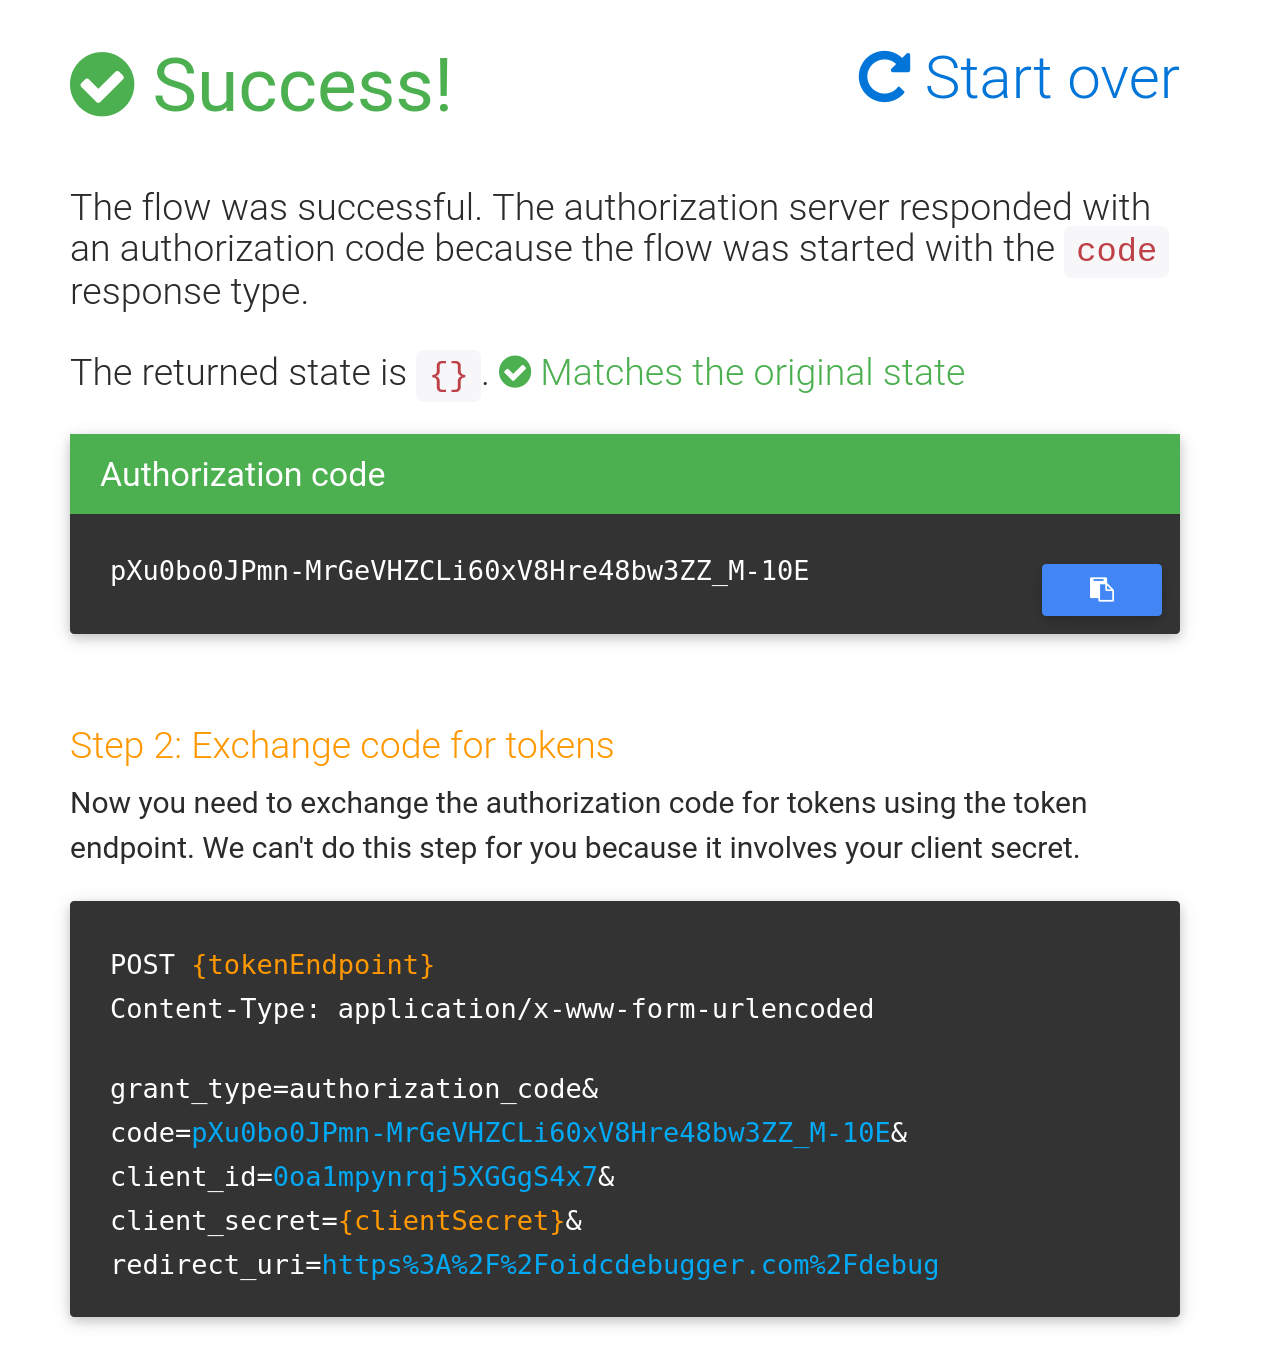 Success!
Start over
The flow was successful. The authorization server responded with
an authorization code because the flow was started with the code
response type.
The returned state is {}. Matches the original state
Authorization code
pXu0bo0JPmn-MrGeVHZCLi60xV8Hre48bw3ZZ_M-10E
Step 2: Exchange code for tokens
Now you need to exchange the authorization code for tokens using the token
endpoint. We can't do this step for you because it involves your client secret.
POST {tokenEndpoint}
Content-Type: application/x-www-form-urlencoded
grant_type=authorization_code&
code=pXu0bo0JPmn-MrGeVHZCLi60xV8Hre48bw3ZZ_M-10E&
client_id=0oa1mpynrqj5XGGgS4x7&
client_secret={clientSecret}&
redirect_uri=https%3A%2F%2Foidcdebugger.com%2Fdebug